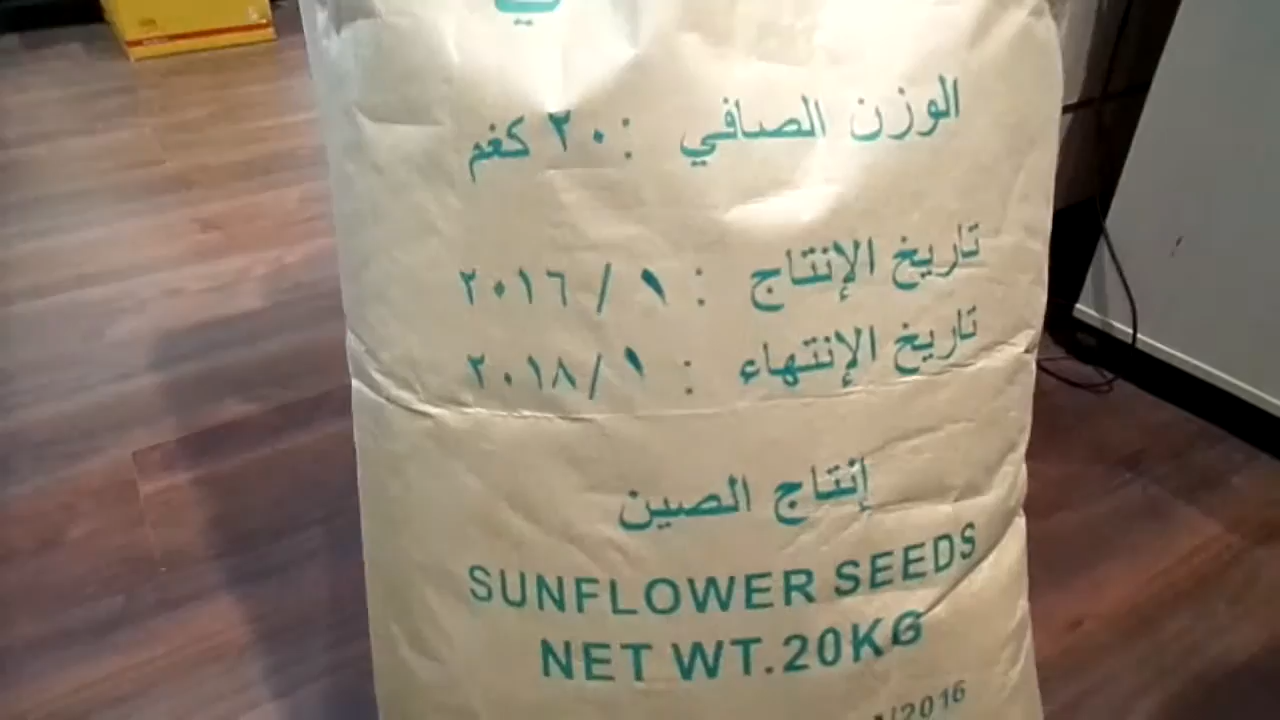 الوزن الصافي : ٢٠ كغم
تاريخ الإنتاج : ١ / ٢٠١٦
تاريخ الإنتهاء : ١ / ٢٠١٨
إنتاج الصين
SUNFLOWER SEEDS
NET WT.20KG
/2016